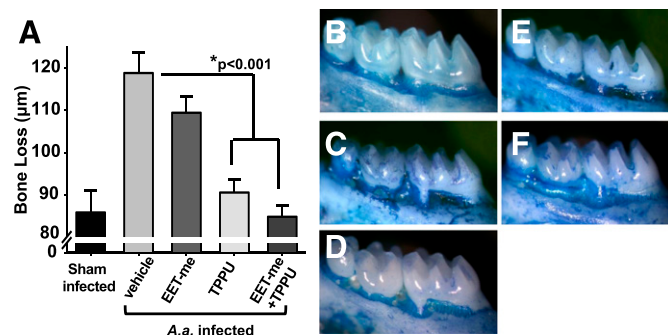 A
B
E
C
F
D
*p<0.001
Bone Loss (μm)
120
110
100
90
80
0
Sham
infected
vehicle
EET-me
TPPU
EET-me
+TPPU
A.a. infected